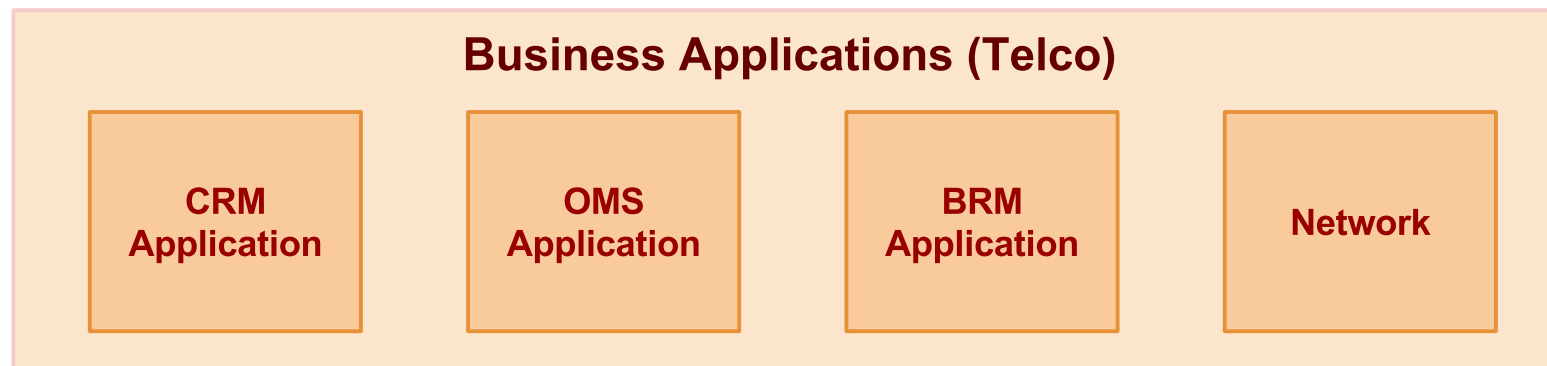 Business Applications (Telco)
CRM
Application
OMS
Application
BRM
Application
Network